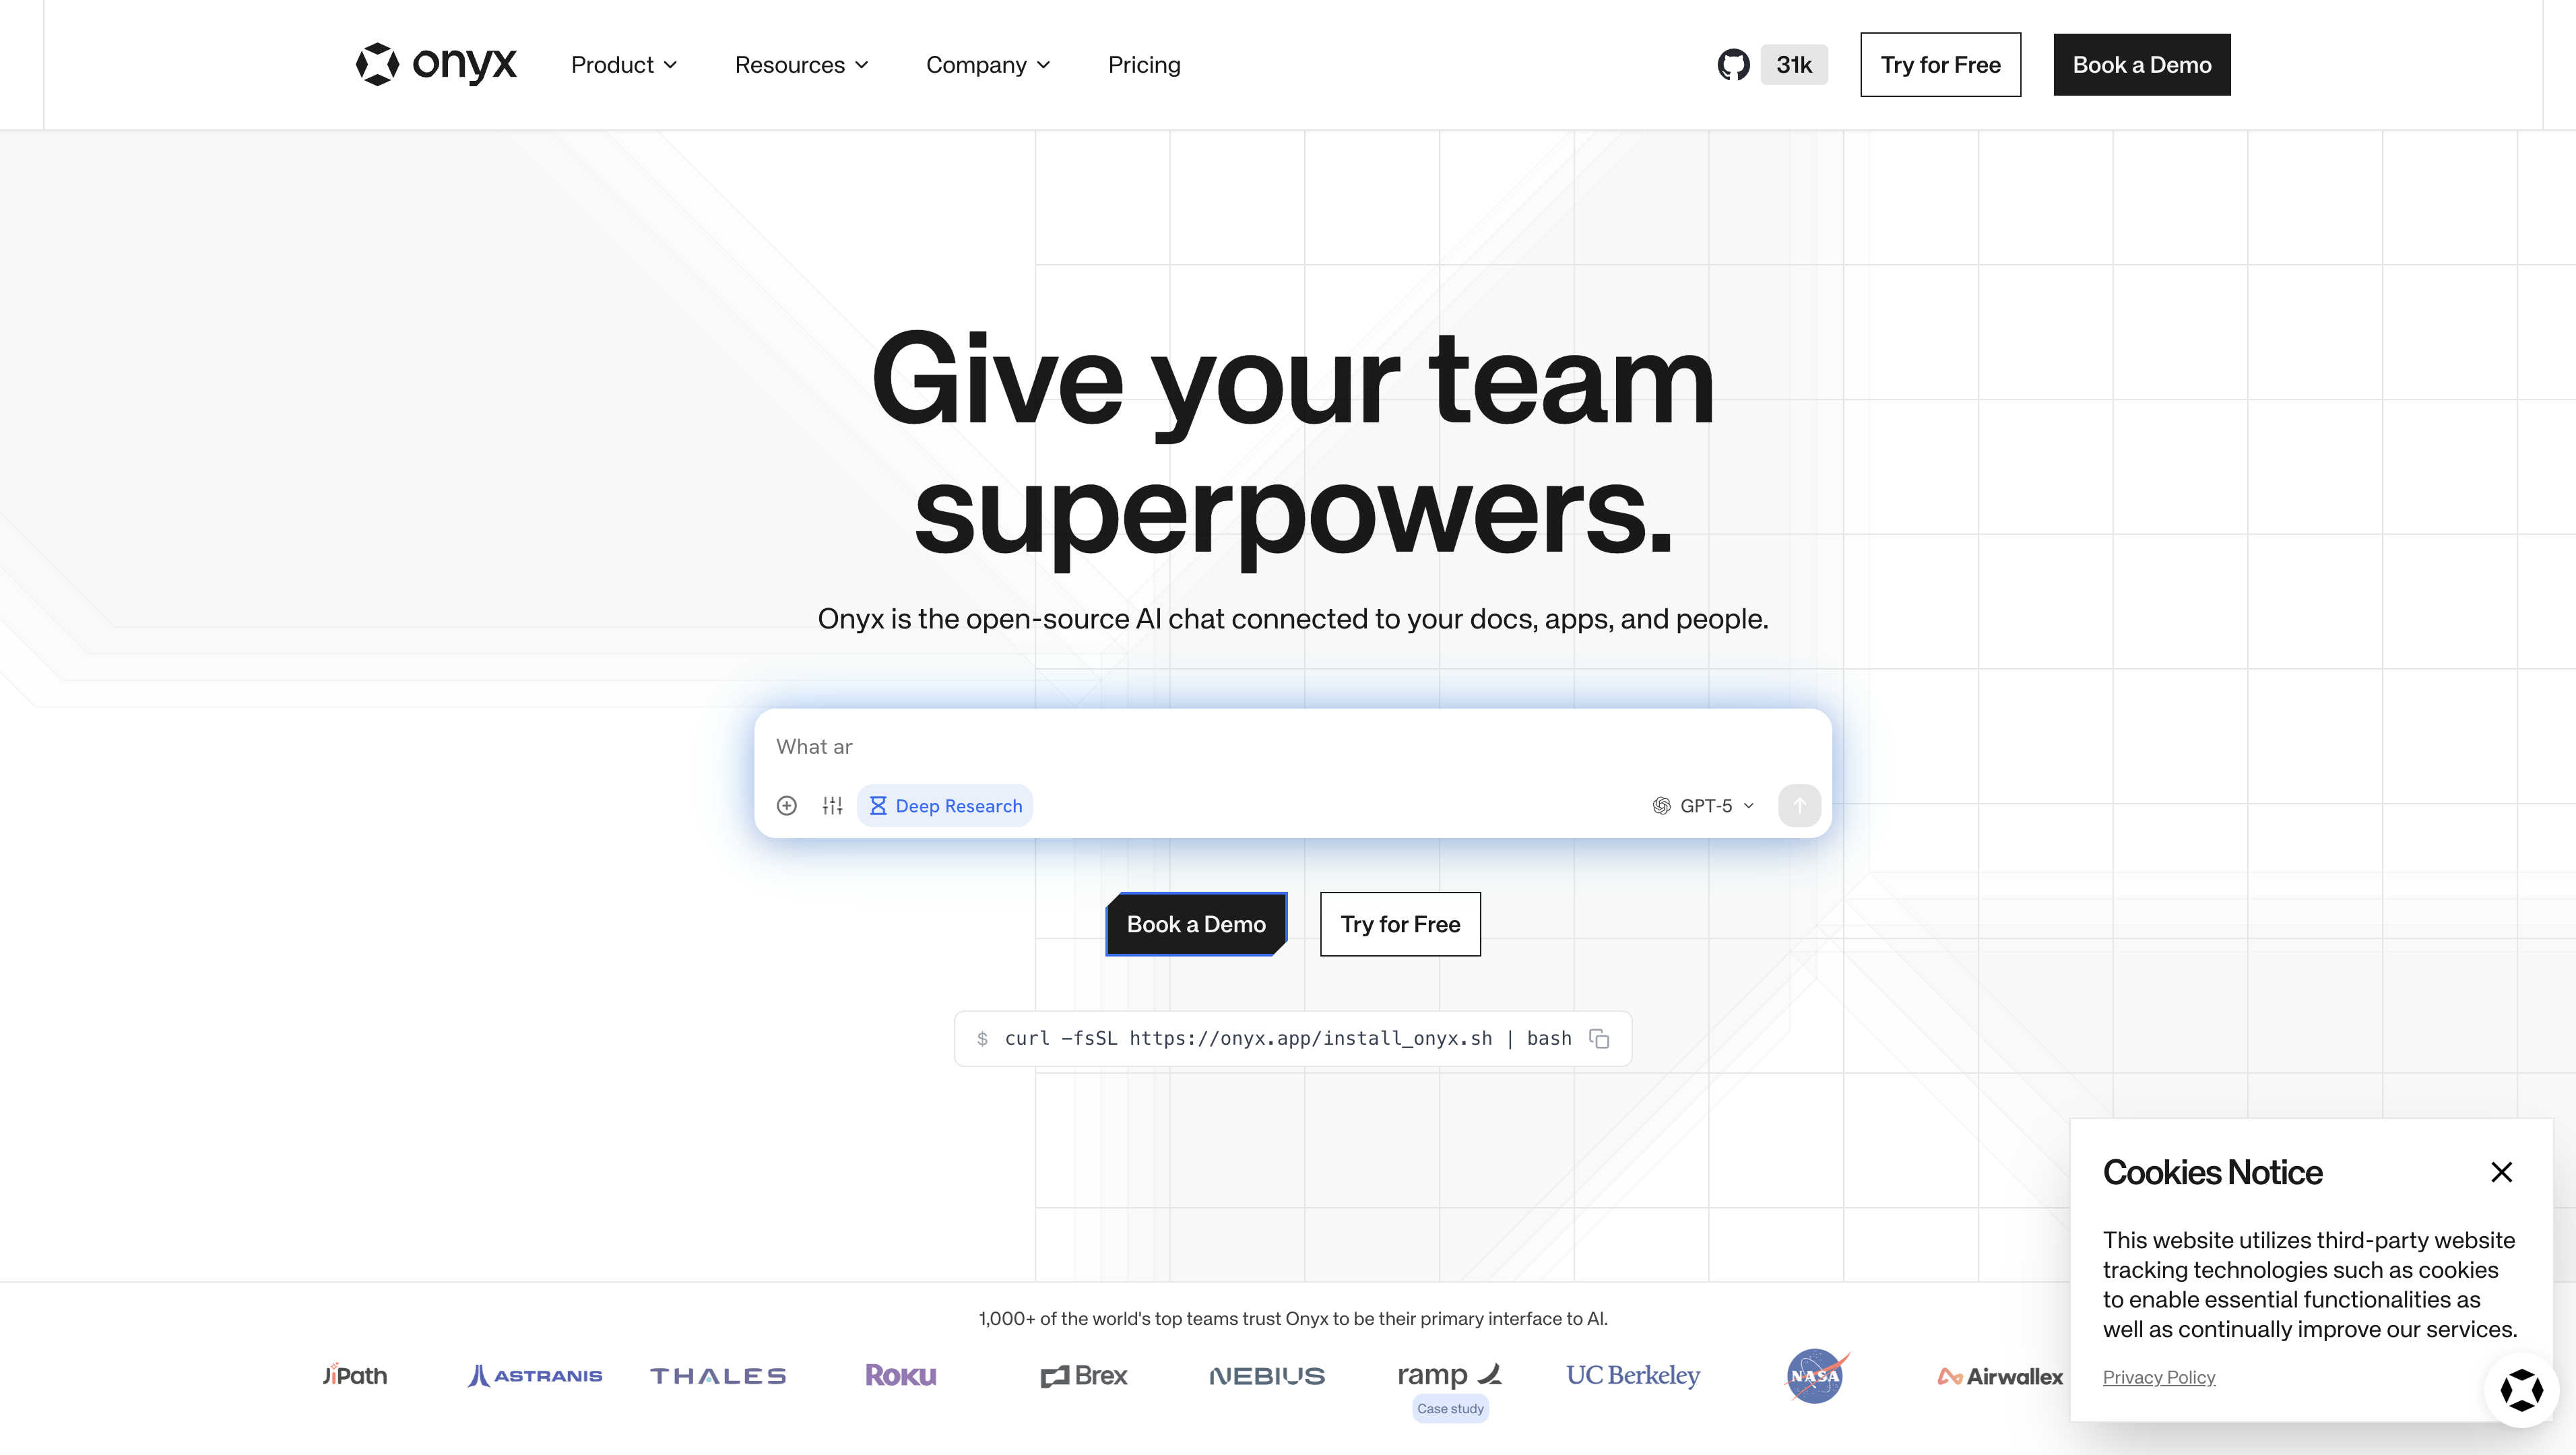 onyx
Product
Resources
Company
Pricing
31k
Try for Free
Book a Demo
Give your team
superpowers.
Onyx is the open-source AI chat connected to your docs, apps, and people.
What ar
Deep Research
GPT-5
Book a Demo
Try for Free
$ curl -fsSL https://onyx.app/install_onyx.sh | bash
Cookies Notice
This website utilizes third-party website
tracking technologies such as cookies
to enable essential functionalities as
well as continually improve our services.
Privacy Policy
1,000+ of the world's top teams trust Onyx to be their primary interface to AI.
JiPath
ASTRANIS
THALES
Roku
Brex
NEBIUS
ramp
Case study
UC Berkeley
NASA
Airwallex